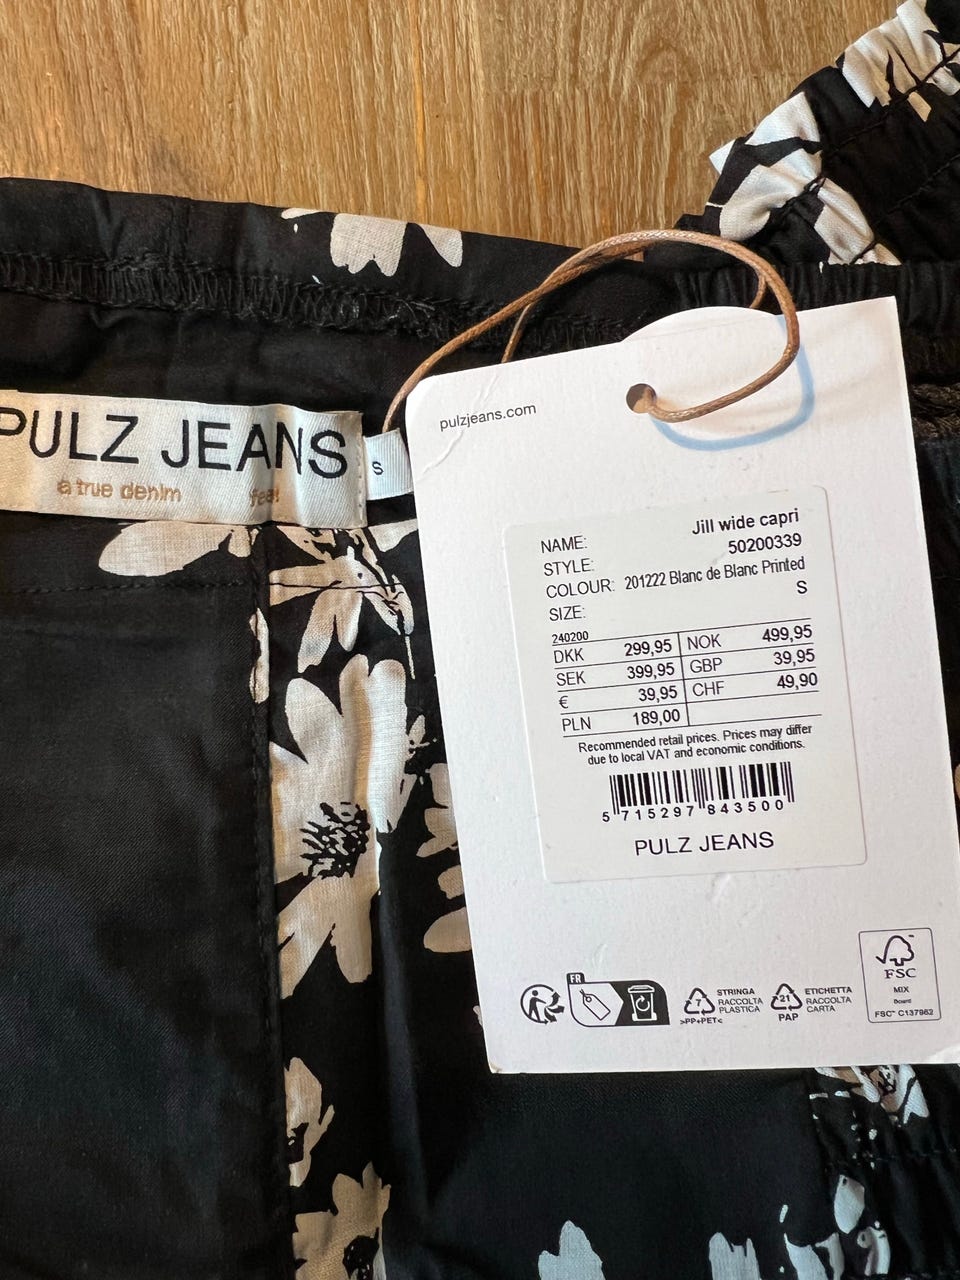 PULZ JEANS
a true denim feel
S
pulzjeans.com
NAME: Jill wide capri
STYLE: 50200339
COLOUR: 201222 Blanc de Blanc Printed
SIZE: S
240200
DKK 299,95 NOK 499,95
SEK 399,95 GBP 39,95
€ 39,95 CHF 49,90
PLN 189,00
Recommended retail prices. Prices may differ
due to local VAT and economic conditions.
5 715297 843500
PULZ JEANS
FR
7
>PP+PET<
STRINGA
RACCOLTA
PLASTICA
21
PAP
ETICHETTA
RACCOLTA
CARTA
FSC
MIX
Board
FSC™ C137962